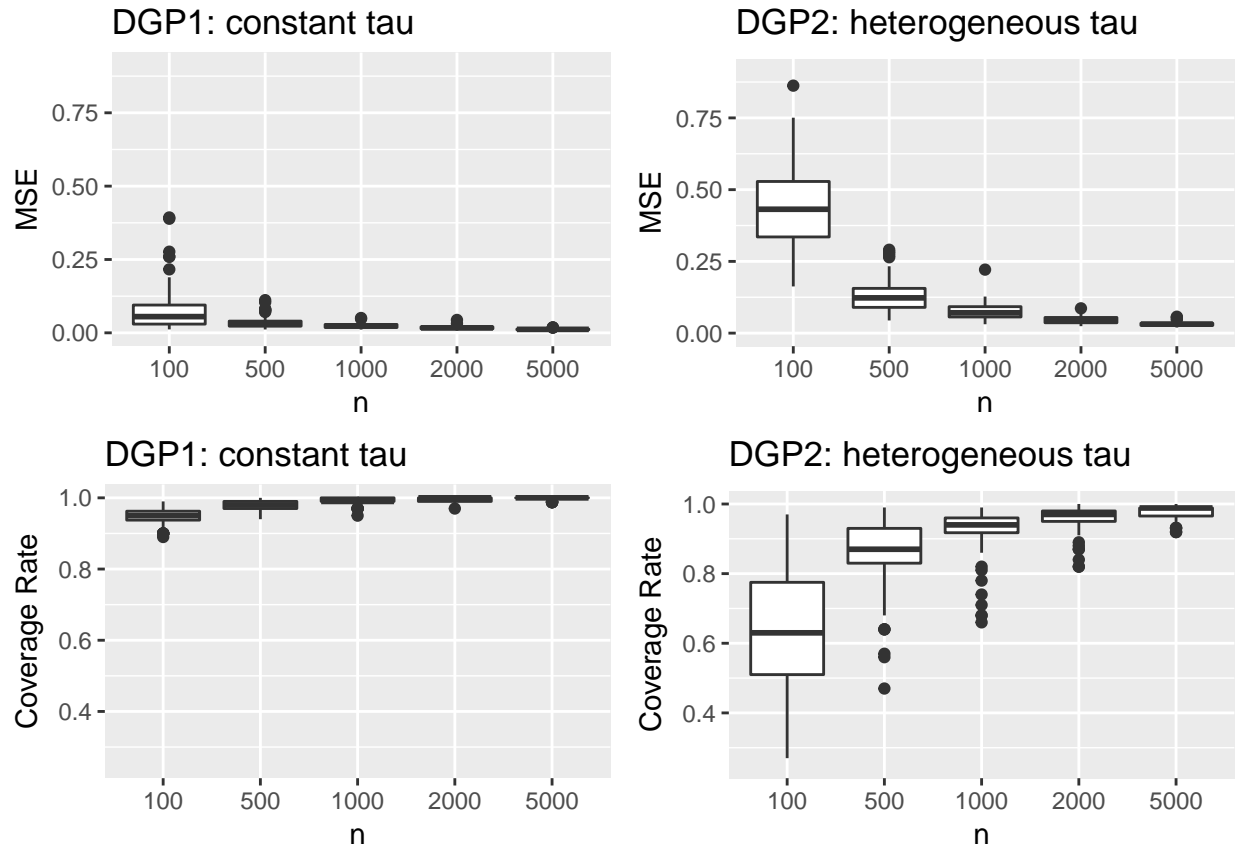 DGP1: constant tau
0.75
0.50
0.25
0.00
MSE
100 500 1000 2000 5000
n
DGP2: heterogeneous tau
0.75
0.50
0.25
0.00
MSE
100 500 1000 2000 5000
n
DGP1: constant tau
1.0
0.8
0.6
0.4
Coverage Rate
100 500 1000 2000 5000
n
DGP2: heterogeneous tau
1.0
0.8
0.6
0.4
Coverage Rate
100 500 1000 2000 5000
n